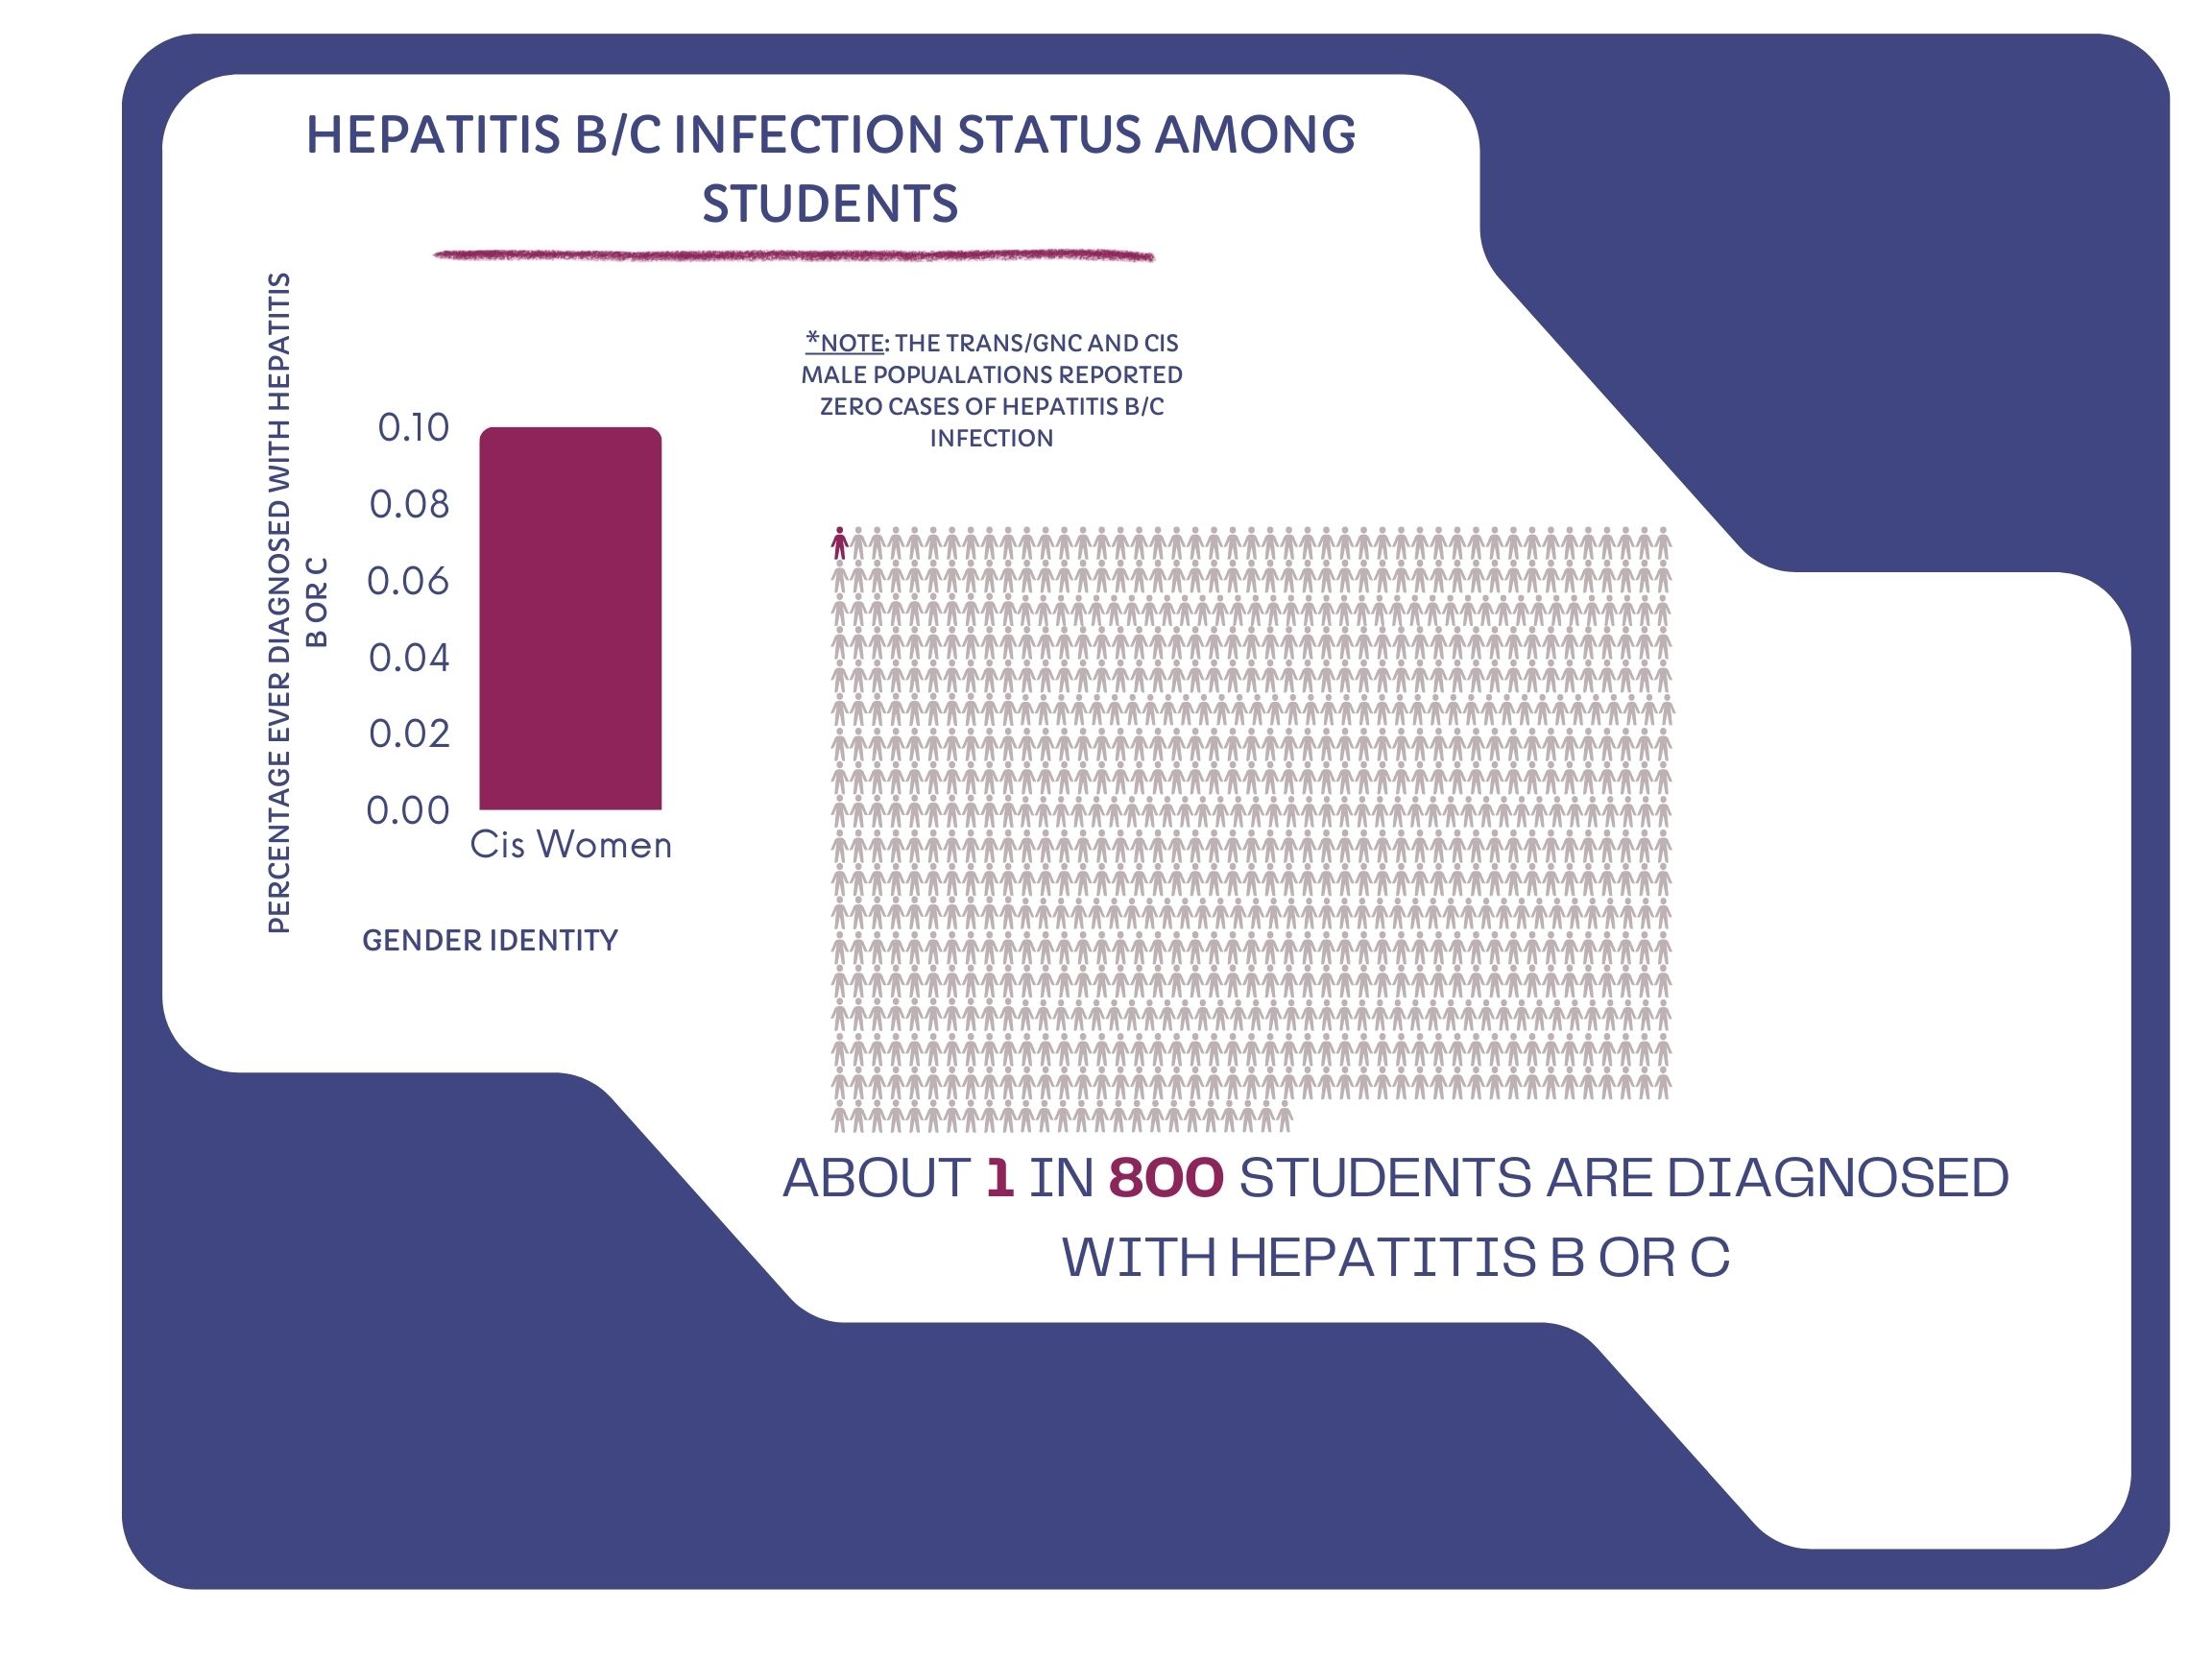 HEPATITIS B/C INFECTION STATUS AMONG
STUDENTS
*NOTE: THE TRANS/GNC AND CIS
MALE POPUALATIONS REPORTED
ZERO CASES OF HEPATITIS B/C
INFECTION
PERCENTAGE EVER DIAGNOSED WITH HEPATITIS
B OR C
0.10
0.08
0.06
0.04
0.02
0.00
Cis Women
GENDER IDENTITY
ABOUT 1 IN 800 STUDENTS ARE DIAGNOSED
WITH HEPATITIS B OR C